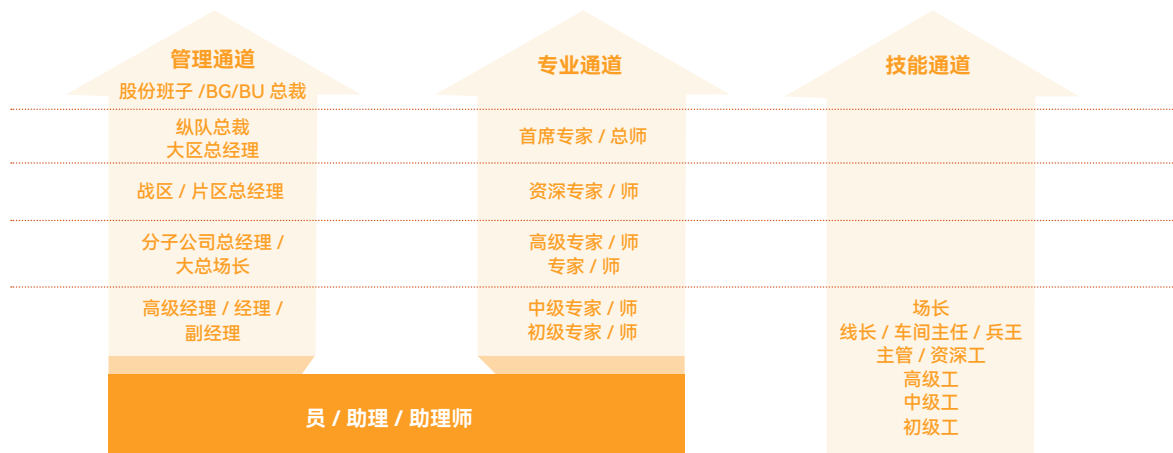 管理通道
股份班子 /BG/BU 总裁
纵队总裁
大区总经理
战区 / 片区总经理
分子公司总经理 /
大总场长
高级经理 / 经理 /
副经理
专业通道
首席专家 / 总师
资深专家 / 师
高级专家 / 师
专家 / 师
中级专家 / 师
初级专家 / 师
员 / 助理 / 助理师
技能通道
场长
线长 / 车间主任 / 兵王
主管 / 资深工
高级工
中级工
初级工